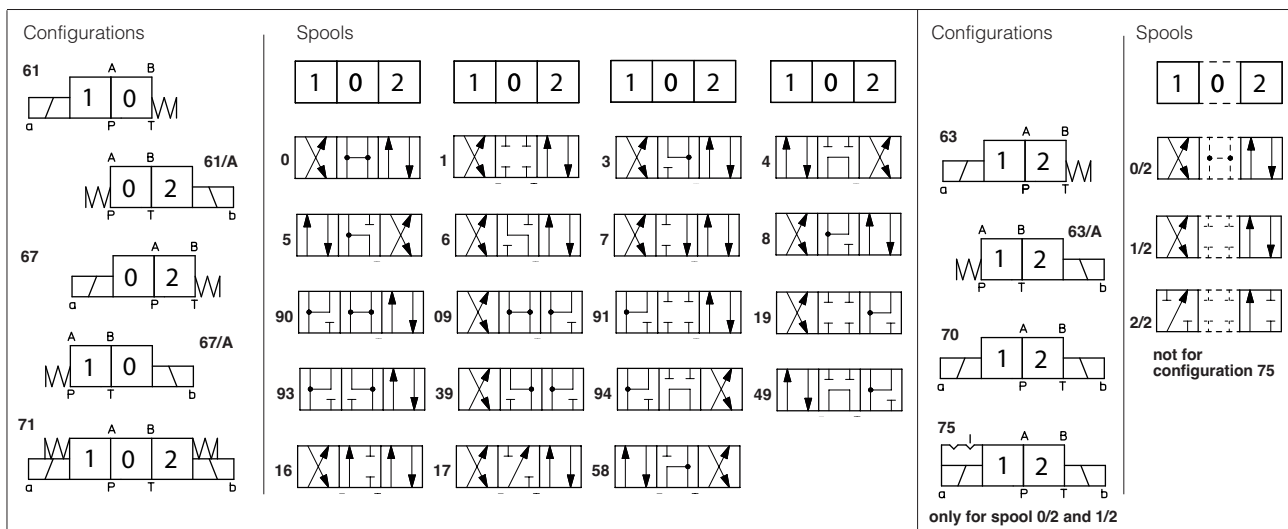 Configurations
Spools
61
A B
1 0
a P T
A B 61/A
0 2
P T b
67
A B
0 2
a P T
67/A
A B
1 0
P T b
71
A B
1 0 2
a P T b
1 0 2 1 0 2 1 0 2 1 0 2
0 1 3 4
5 6 7 8
90 09 91 19
93 39 94 49
16 17 58
Configurations
Spools
63
A B
1 2
a P T
63/A
A B
1 2
P T b
70
A B
1 2
a P T b
75
A B
1 2
a P T b
only for spool 0/2 and 1/2
1 0 2
0/2
1/2
2/2
not for
configuration 75